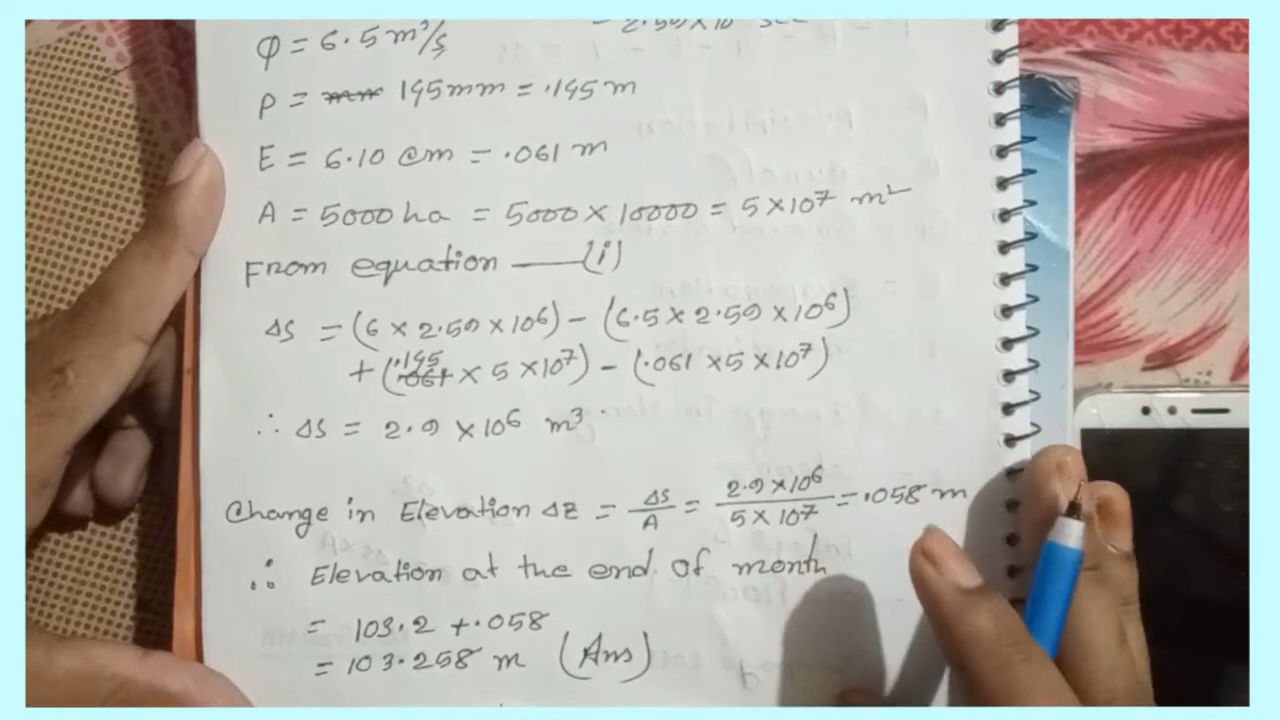 Q = 6.5 m³/s
P = 145mm = .145 m
E = 6.10 cm = .061 m
A = 5000 ha = 5000 × 10000 = 5 × 10⁷ m²
From equation —— (i)
ΔS = (6 × 2.59 × 10⁶) − (6.5 × 2.59 × 10⁶)
+ (.145 × 5 × 10⁷) − (.061 × 5 × 10⁷)
∴ ΔS = 2.9 × 10⁶ m³
Change in Elevation ΔZ = ΔS/A = 2.9 × 10⁶/5 × 10⁷ = .058 m
∴ Elevation at the end of month
= 103.2 + .058
= 103.258 m (Ans)